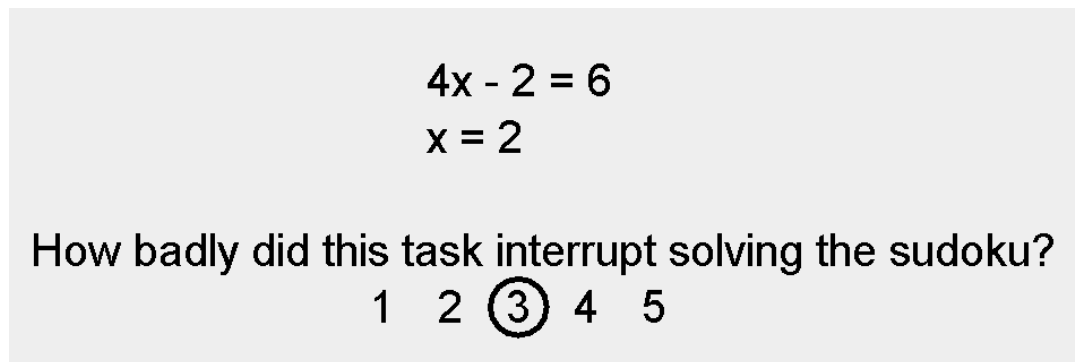 4x - 2 = 6
x = 2
How badly did this task interrupt solving the sudoku?
1 2 3 4 5